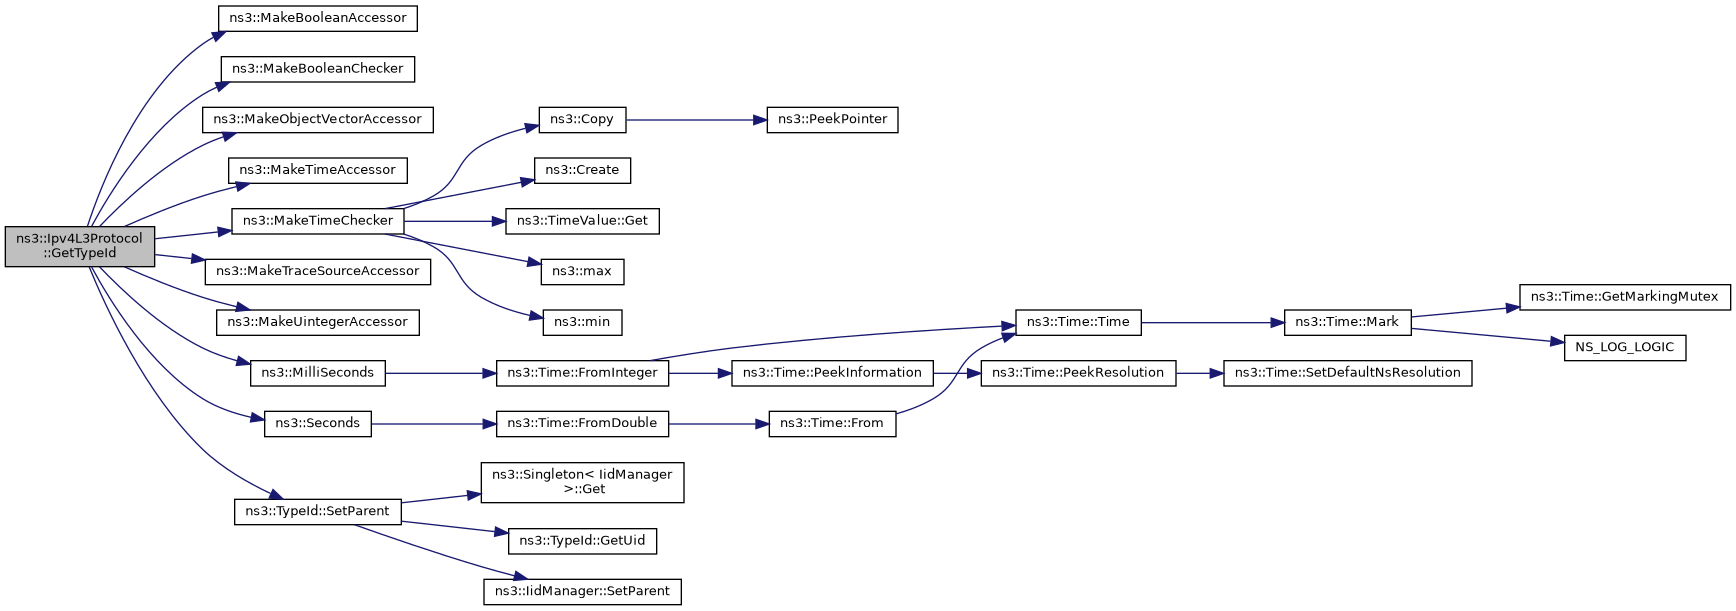 ns3::MakeBooleanAccessor
ns3::MakeBooleanChecker
ns3::MakeObjectVectorAccessor
ns3::MakeTimeAccessor
ns3::MakeTimeChecker
ns3::MakeTraceSourceAccessor
ns3::MakeUintegerAccessor
ns3::MilliSeconds
ns3::Seconds
ns3::TypeId::SetParent
ns3::Ipv4L3Protocol
::GetTypeId
ns3::Copy
ns3::Create
ns3::TimeValue::Get
ns3::max
ns3::min
ns3::Time::FromInteger
ns3::Time::FromDouble
ns3::Singleton< IidManager
>::Get
ns3::TypeId::GetUid
ns3::IidManager::SetParent
ns3::PeekPointer
ns3::Time::PeekInformation
ns3::Time::From
ns3::Time::Time
ns3::Time::PeekResolution
ns3::Time::Mark
ns3::Time::SetDefaultNsResolution
ns3::Time::GetMarkingMutex
NS_LOG_LOGIC